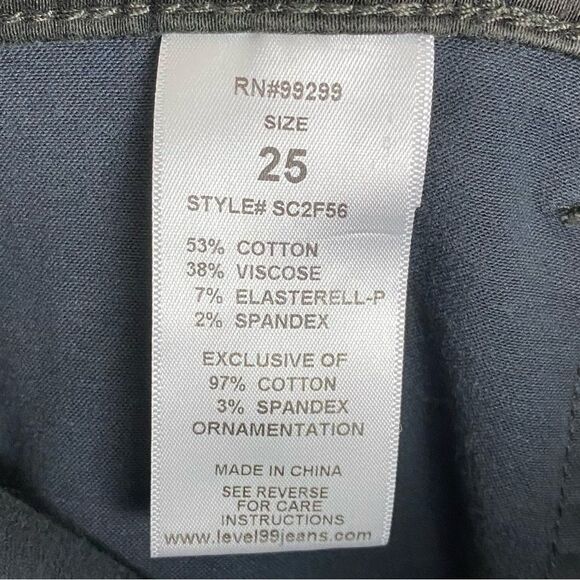 RN#99299
SIZE
25
STYLE# SC2F56
53% COTTON
38% VISCOSE
7% ELASTERELL-P
2% SPANDEX
EXCLUSIVE OF
97% COTTON
3% SPANDEX
ORNAMENTATION
MADE IN CHINA
SEE REVERSE
FOR CARE
INSTRUCTIONS
www.level99jeans.com